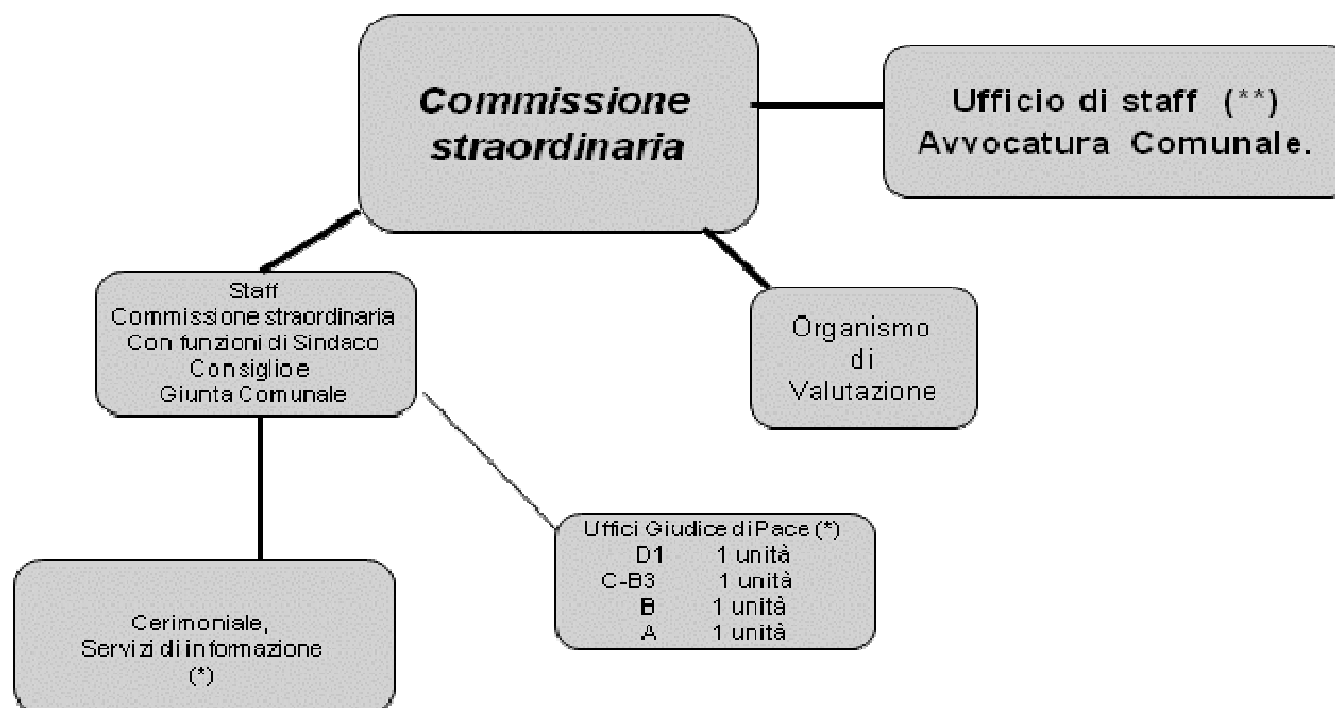 Commissione
straordinaria
Ufficio di staff (**)
Avvocatura Comunale.
Staff
Commissione straordinaria
Con funzioni di Sindaco
Consiglio e
Giunta Comunale
Organismo
di
Valutazione
Uffici Giudice di Pace (*)
D1 1 unità
C-B3 1 unità
B 1 unità
A 1 unità
Cerimoniale,
Servizi di informazione
(*)